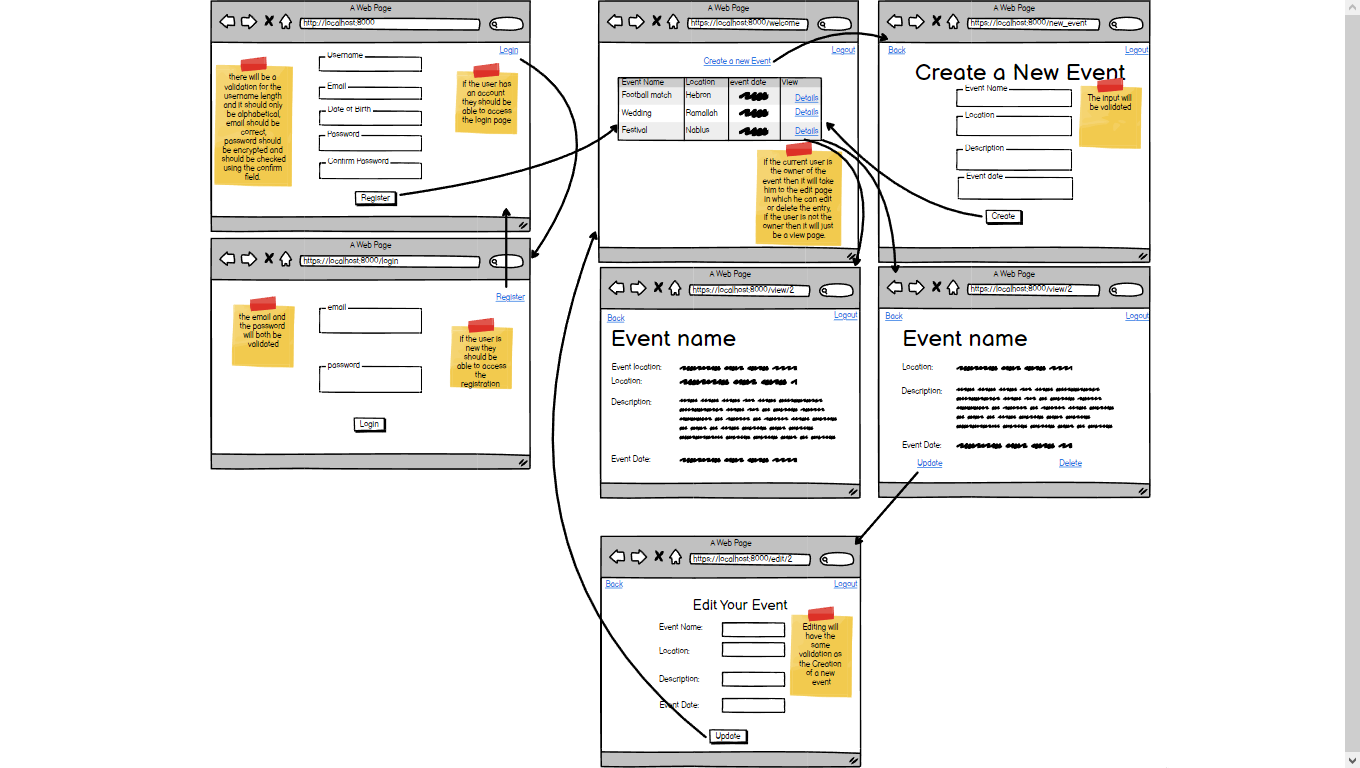 A Web Page
http://localhost:8000
Login
Username
Email
Date of Birth
Password
Confirm Password
Register
there will be a
validation for the
username length
and it should only
be alphabetical,
email should be
correct,
password should
be encrypted and
should be checked
using the confirm
field.
if the user has
an account
they should be
able to access
the login page
A Web Page
https://localhost:8000/login
Register
email
password
Login
the email and
the password
will both be
validated
if the user is
new they
should be
able to access
the
registration
A Web Page
https://localhost:8000/welcome
Logout
Create a new Event
Event Name Location event date View
Football match Hebron Details
Wedding Ramallah Details
Festival Nablus Details
if the current user is
the owner of the
event then it will take
him to the edit page
in which he can edit
or delete the entry,
if the user is not the
owner then it will just
be a view page.
A Web Page
https://localhost:8000/new_event
Back Logout
Create a New Event
Event Name
Location
Description
Event date
Create
The input will
be validated
A Web Page
https://localhost:8000/view/2
Back Logout
Event name
Event location:
Location:
Description:
Event Date:
A Web Page
https://localhost:8000/view/2
Back Logout
Event name
Location:
Description:
Event Date:
Update Delete
A Web Page
https://localhost:8000/edit/2
Back Logout
Edit Your Event
Event Name:
Location:
Description:
Event Date:
Update
Editing will
have the
same
validation as
the Creation
of a new
event